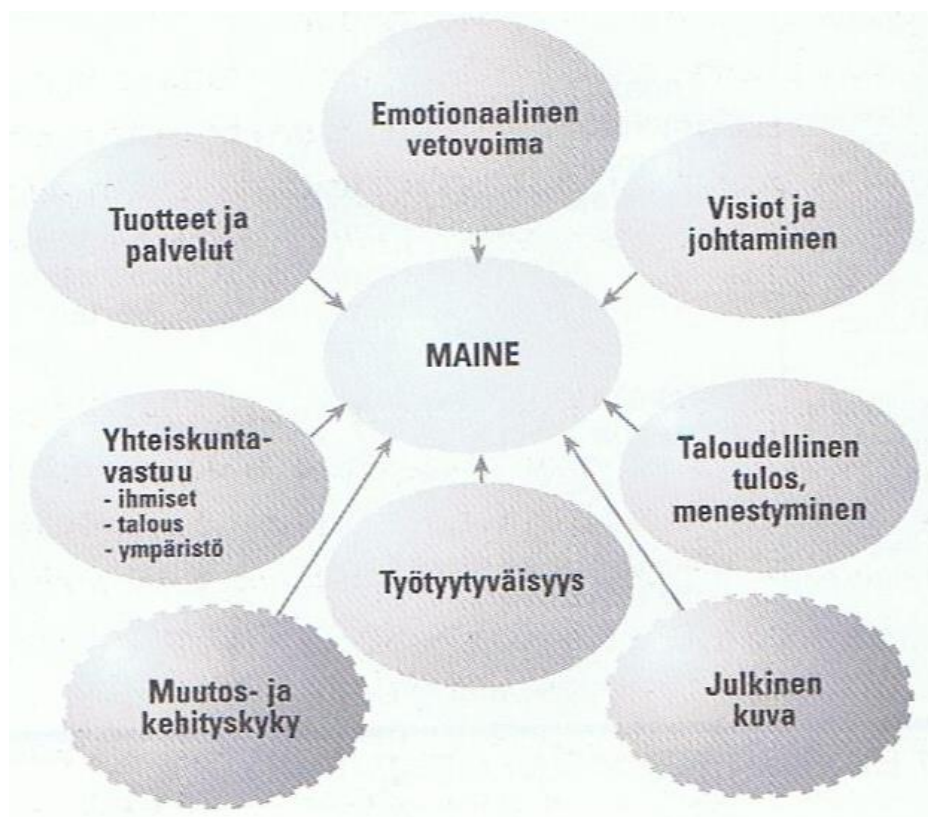 Emotionaalinen
vetovoima
Tuotteet ja
palvelut
Visiot ja
johtaminen
MAINE
Yhteiskunta-
vastuu
- ihmiset
- talous
- ympäristö
Taloudellinen
tulos,
menestyminen
Työtyytyväisyys
Muutos- ja
kehityskyky
Julkinen
kuva